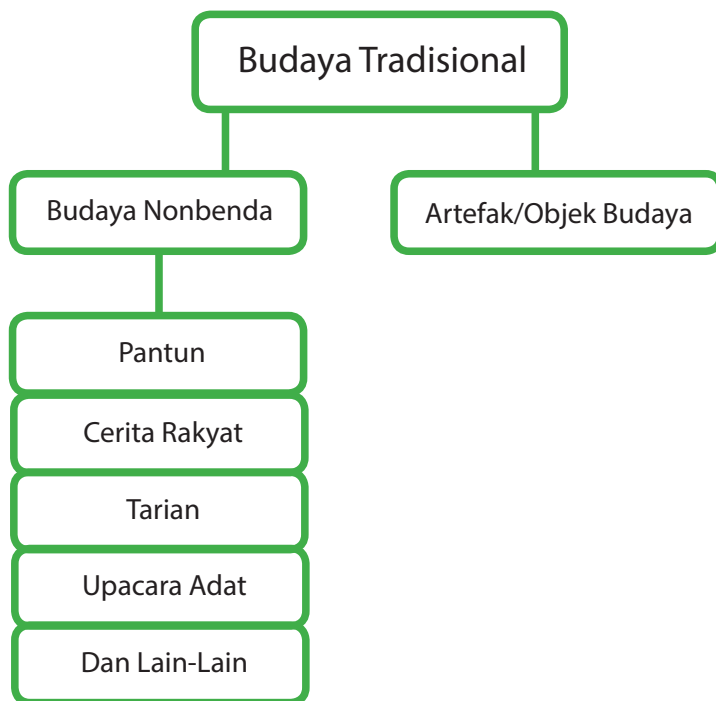 Budaya Tradisional
Budaya Nonbenda
Artefak/Objek Budaya
Pantun
Cerita Rakyat
Tarian
Upacara Adat
Dan Lain-Lain